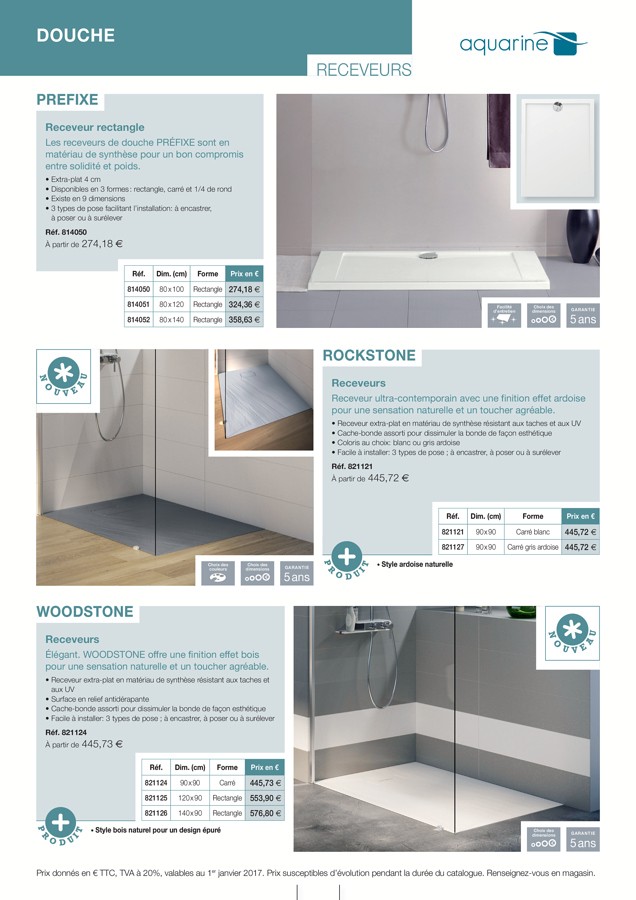 DOUCHE
aquarine
RECEVEURS
PREFIXE
Receveur rectangle
Les receveurs de douche PRÉFIXE sont en
matériau de synthèse pour un bon compromis
entre solidité et poids.
• Extra-plat 4 cm
• Disponibles en 3 formes : rectangle, carré et 1/4 de rond
• Existe en 9 dimensions
• 3 types de pose facilitant l'installation: à encastrer,
à poser ou à surélever
Réf. 814050
À partir de 274,18 €
Réf. Dim. (cm) Forme Prix en €
814050 80x100 Rectangle 274,18 €
814051 80x120 Rectangle 324,36 €
814052 80x140 Rectangle 358,63 €
Facilité
d'entretien
Choix des
dimensions
GARANTIE
5 ans
NOUVEAU
ROCKSTONE
Receveurs
Receveur ultra-contemporain avec une finition effet ardoise
pour une sensation naturelle et un toucher agréable.
• Receveur extra-plat en matériau de synthèse résistant aux taches et aux UV
• Cache-bonde assorti pour dissimuler la bonde de façon esthétique
• Coloris au choix: blanc ou gris ardoise
• Facile à installer: 3 types de pose ; à encastrer, à poser ou à surélever
Réf. 821121
À partir de 445,72 €
Réf. Dim. (cm) Forme Prix en €
821121 90x90 Carré blanc 445,72 €
821127 90x90 Carré gris ardoise 445,72 €
PRODUIT
• Style ardoise naturelle
Choix des
couleurs
Choix des
dimensions
GARANTIE
5 ans
WOODSTONE
Receveurs
Élégant. WOODSTONE offre une finition effet bois
pour une sensation naturelle et un toucher agréable.
• Receveur extra-plat en matériau de synthèse résistant aux taches et
aux UV
• Surface en relief antidérapante
• Cache-bonde assorti pour dissimuler la bonde de façon esthétique
• Facile à installer: 3 types de pose ; à encastrer, à poser ou à surélever
Réf. 821124
À partir de 445,73 €
Réf. Dim. (cm) Forme Prix en €
821124 90x90 Carré 445,73 €
821125 120x90 Rectangle 553,90 €
821126 140x90 Rectangle 576,80 €
PRODUIT
• Style bois naturel pour un design épuré
NOUVEAU
Choix des
dimensions
GARANTIE
5 ans
Prix donnés en € TTC, TVA à 20%, valables au 1er janvier 2017. Prix susceptibles d'évolution pendant la durée du catalogue. Renseignez-vous en magasin.